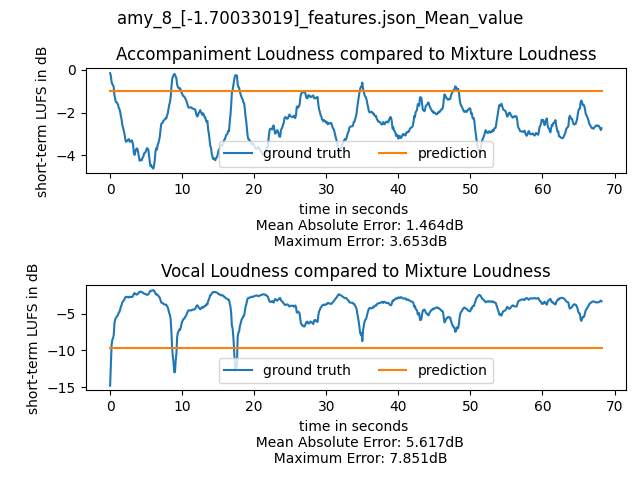 amy_8_[-1.70033019]_features.json_Mean_value
Accompaniment Loudness compared to Mixture Loudness
short-term LUFS in dB
0
−2
−4
ground truth prediction
0 10 20 30 40 50 60 70
time in seconds
Mean Absolute Error: 1.464dB
Maximum Error: 3.653dB
Vocal Loudness compared to Mixture Loudness
short-term LUFS in dB
−5
−10
−15
ground truth prediction
0 10 20 30 40 50 60 70
time in seconds
Mean Absolute Error: 5.617dB
Maximum Error: 7.851dB